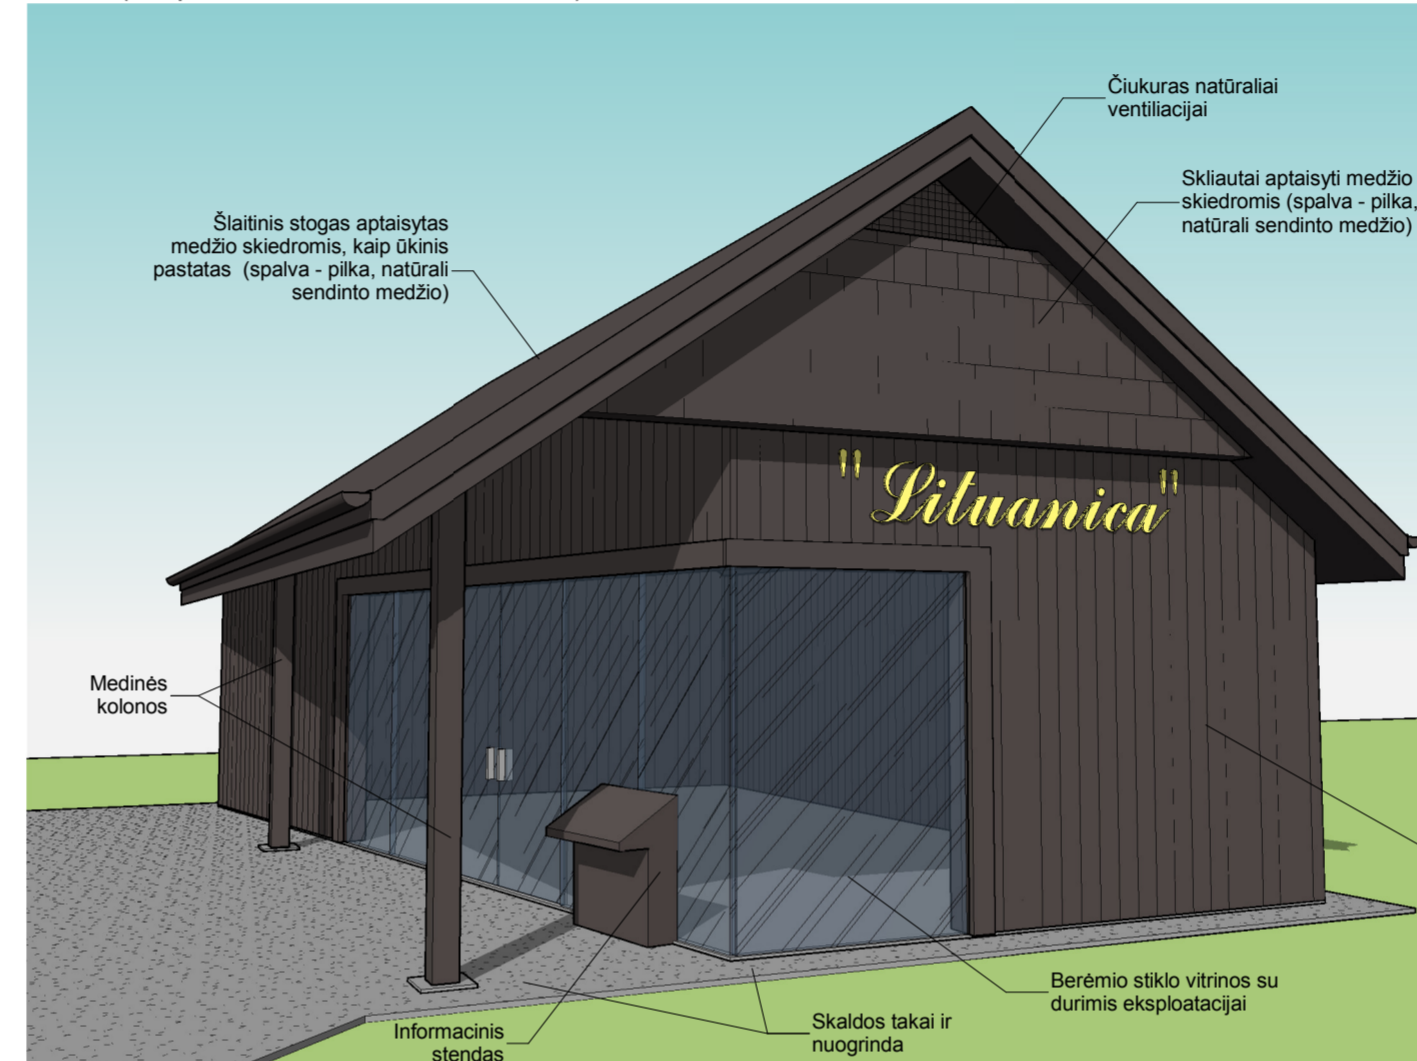 Čiukuras natūraliai
ventiliacijai
Skliautai aptaisyti medžio
skiedromis (spalva - pilka,
natūrali sendinto medžio)
Šlaitinis stogas aptaisytas
medžio skiedromis, kaip ūkinis
pastatas (spalva - pilka, natūrali
sendinto medžio)
"Lituanica"
Medinės
kolonos
Berėmio stiklo vitrinos su
durimis eksploatacijai
Skaldos takai ir
nuogrinda
Informacinis
stendas